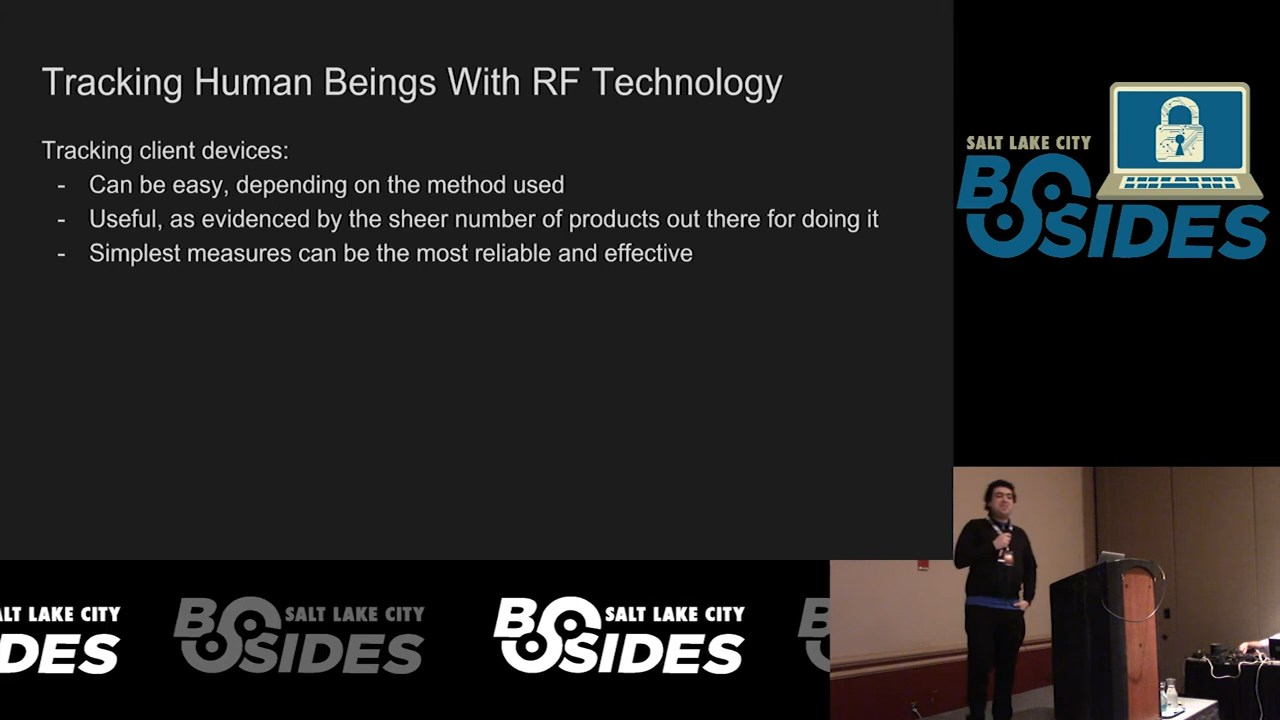 Tracking Human Beings With RF Technology
Tracking client devices:
- Can be easy, depending on the method used
- Useful, as evidenced by the sheer number of products out there for doing it
- Simplest measures can be the most reliable and effective
SALT LAKE CITY
BSIDES
ALT LAKE CITY
DES
SALT LAKE CITY
BSIDES
SALT LAKE CITY
BSIDES
B